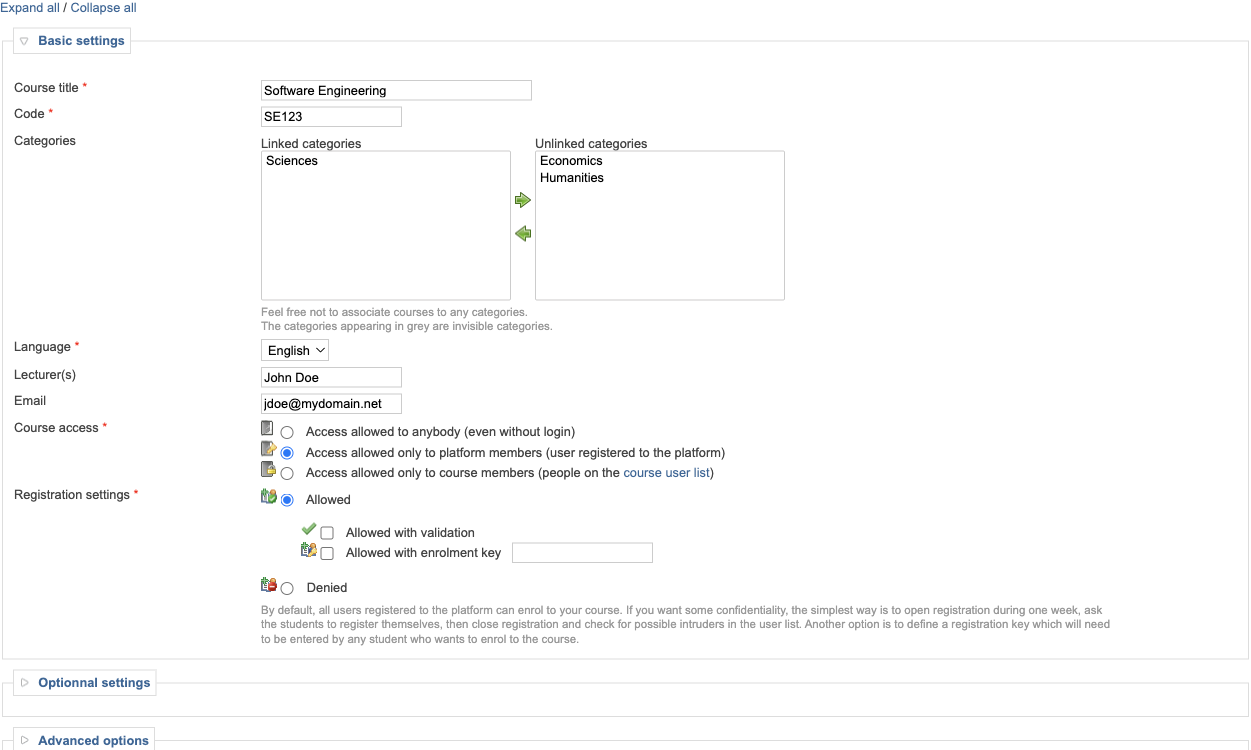 Expand all / Collapse all
Basic settings
Course title *
Software Engineering
Code *
SE123
Categories
Linked categories
Sciences
Unlinked categories
Economics
Humanities
Feel free not to associate courses to any categories.
The categories appearing in grey are invisible categories.
Language *
English
Lecturer(s)
John Doe
Email
jdoe@mydomain.net
Course access *
Access allowed to anybody (even without login)
Access allowed only to platform members (user registered to the platform)
Access allowed only to course members (people on the course user list)
Registration settings *
Allowed
Allowed with validation
Allowed with enrolment key
Denied
By default, all users registered to the platform can enrol to your course. If you want some confidentiality, the simplest way is to open registration during one week, ask
the students to register themselves, then close registration and check for possible intruders in the user list. Another option is to define a registration key which will need
to be entered by any student who wants to enrol to the course.
Optionnal settings
Advanced options